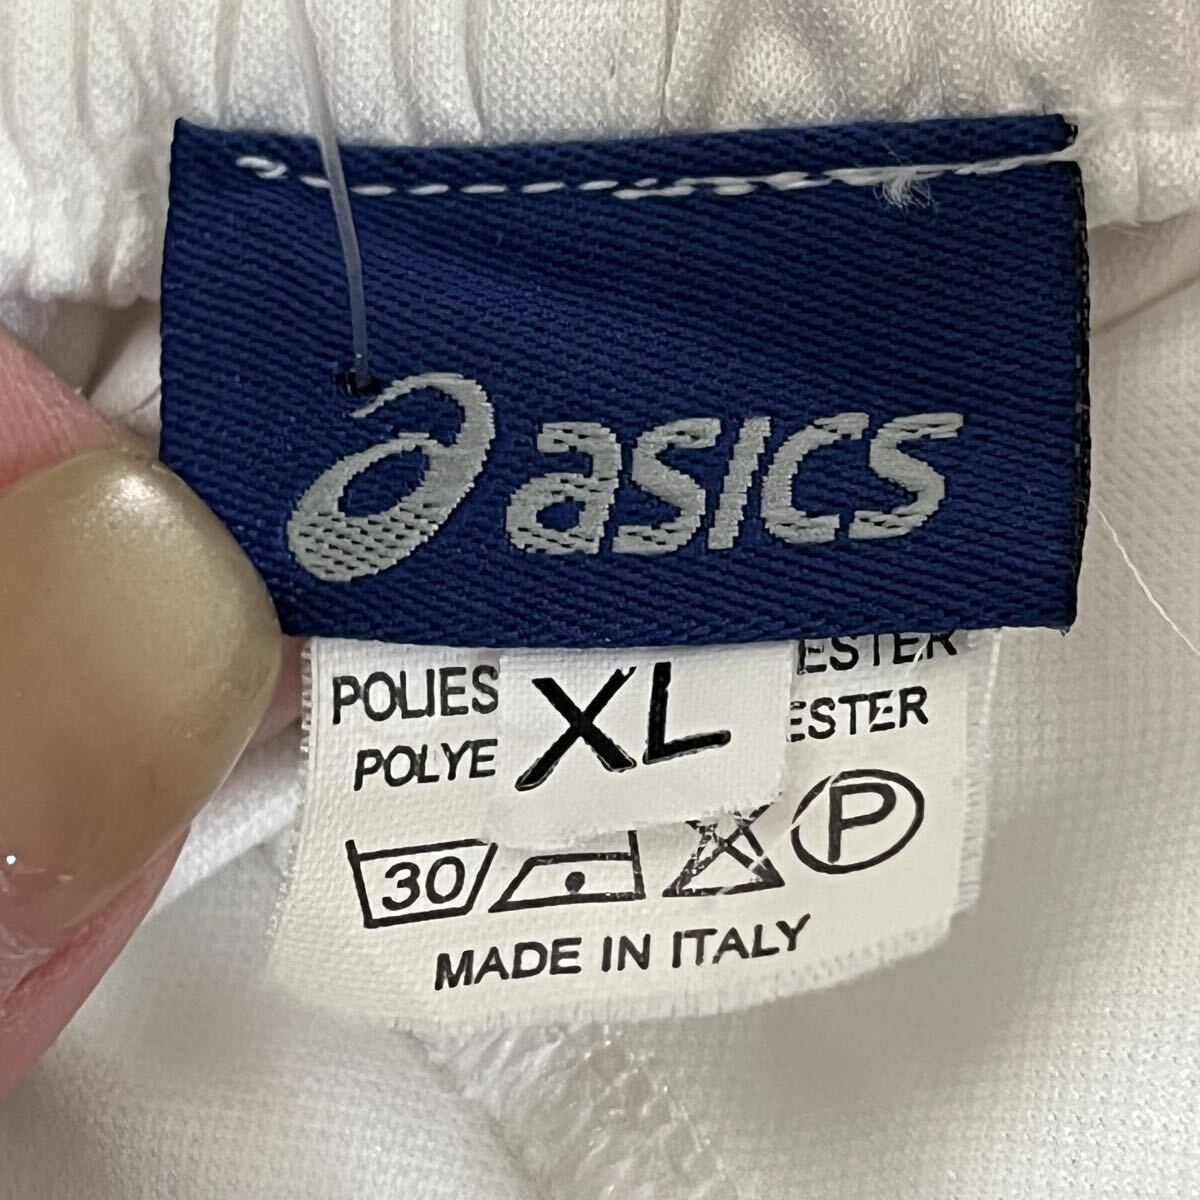 asics
XL
POLIES ESTER
POLYE ESTER
30 P
MADE IN ITALY